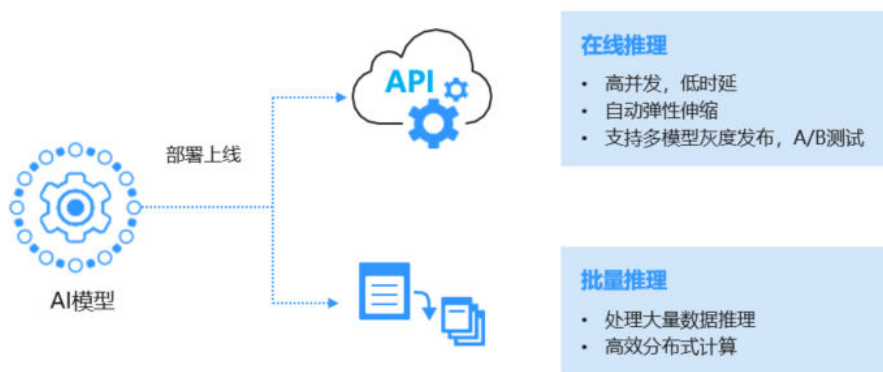 部署上线
AI模型
API
在线推理
• 高并发，低时延
• 自动弹性伸缩
• 支持多模型灰度发布，A/B测试
批量推理
• 处理大量数据推理
• 高效分布式计算